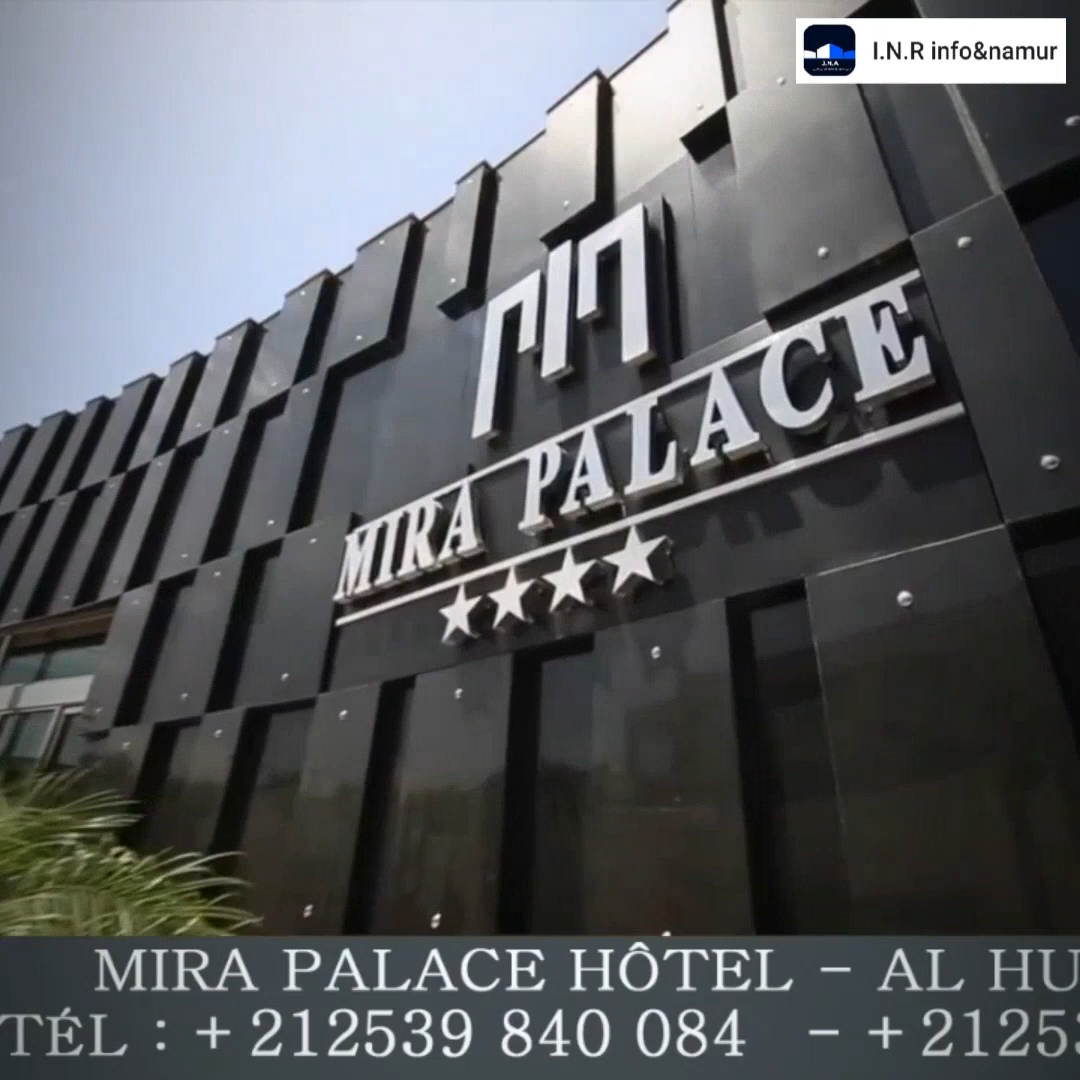 I.N.R info&namur
MIRA PALACE
MIRA PALACE HÔTEL - AL HU
TÉL : +212539 840 084 - +21253